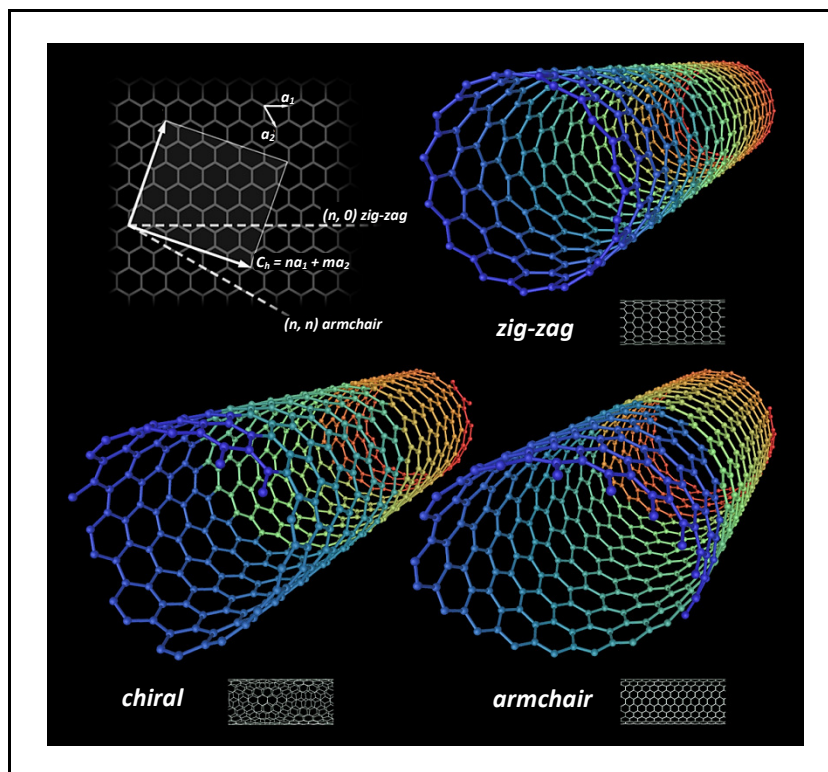 a1
a2
(n, 0) zig-zag
Ch = na1 + ma2
(n, n) armchair
zig-zag
chiral
armchair